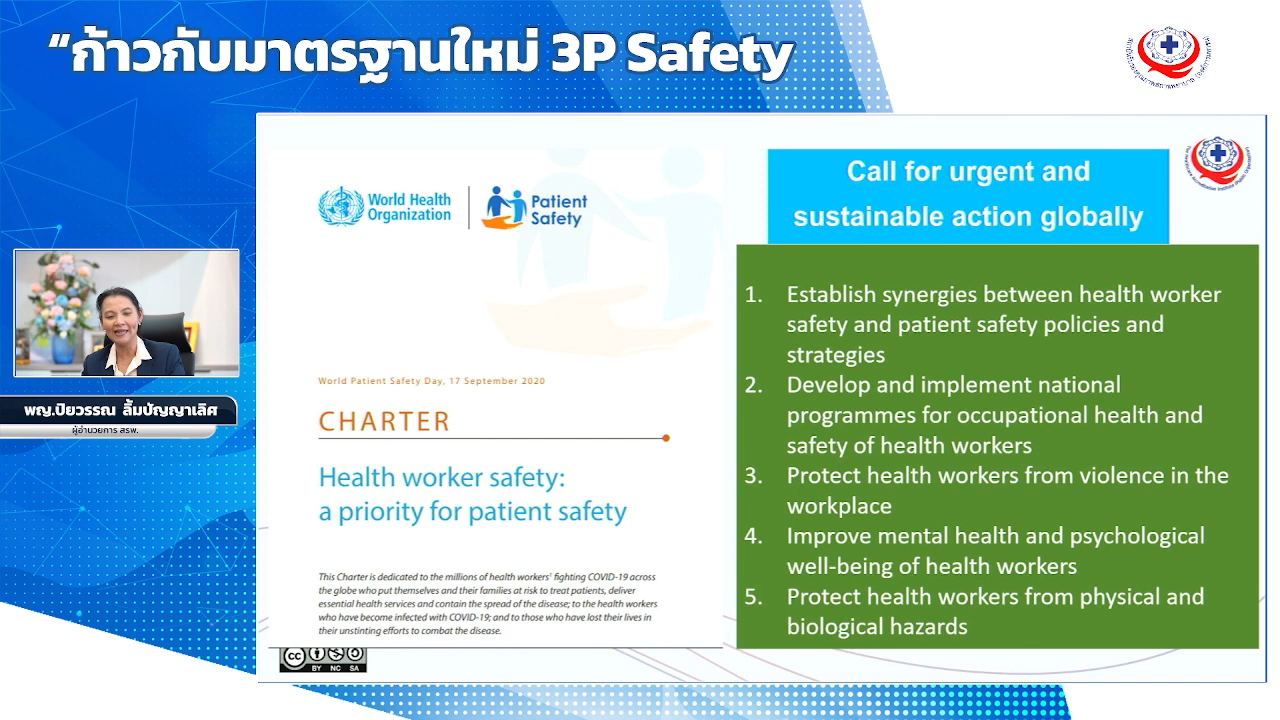 “ก้าวกับมาตรฐานใหม่ 3P Safety
World Health
Organization
Patient
Safety
World Patient Safety Day, 17 September 2020
CHARTER
Health worker safety:
a priority for patient safety
This Charter is dedicated to the millions of health workers¹ fighting COVID-19 across
the globe who put themselves and their families at risk to treat patients, deliver
essential health services and contain the spread of the disease; to the health workers
who have become infected with COVID-19; and to those who have lost their lives in
their unstinting efforts to combat the disease.
CC BY NC SA
Call for urgent and
sustainable action globally
1. Establish synergies between health worker
safety and patient safety policies and
strategies
2. Develop and implement national
programmes for occupational health and
safety of health workers
3. Protect health workers from violence in the
workplace
4. Improve mental health and psychological
well-being of health workers
5. Protect health workers from physical and
biological hazards
พญ.ปิยวรรณ ลิ้มปัญญาเลิศ
ผู้อำนวยการ สรพ.